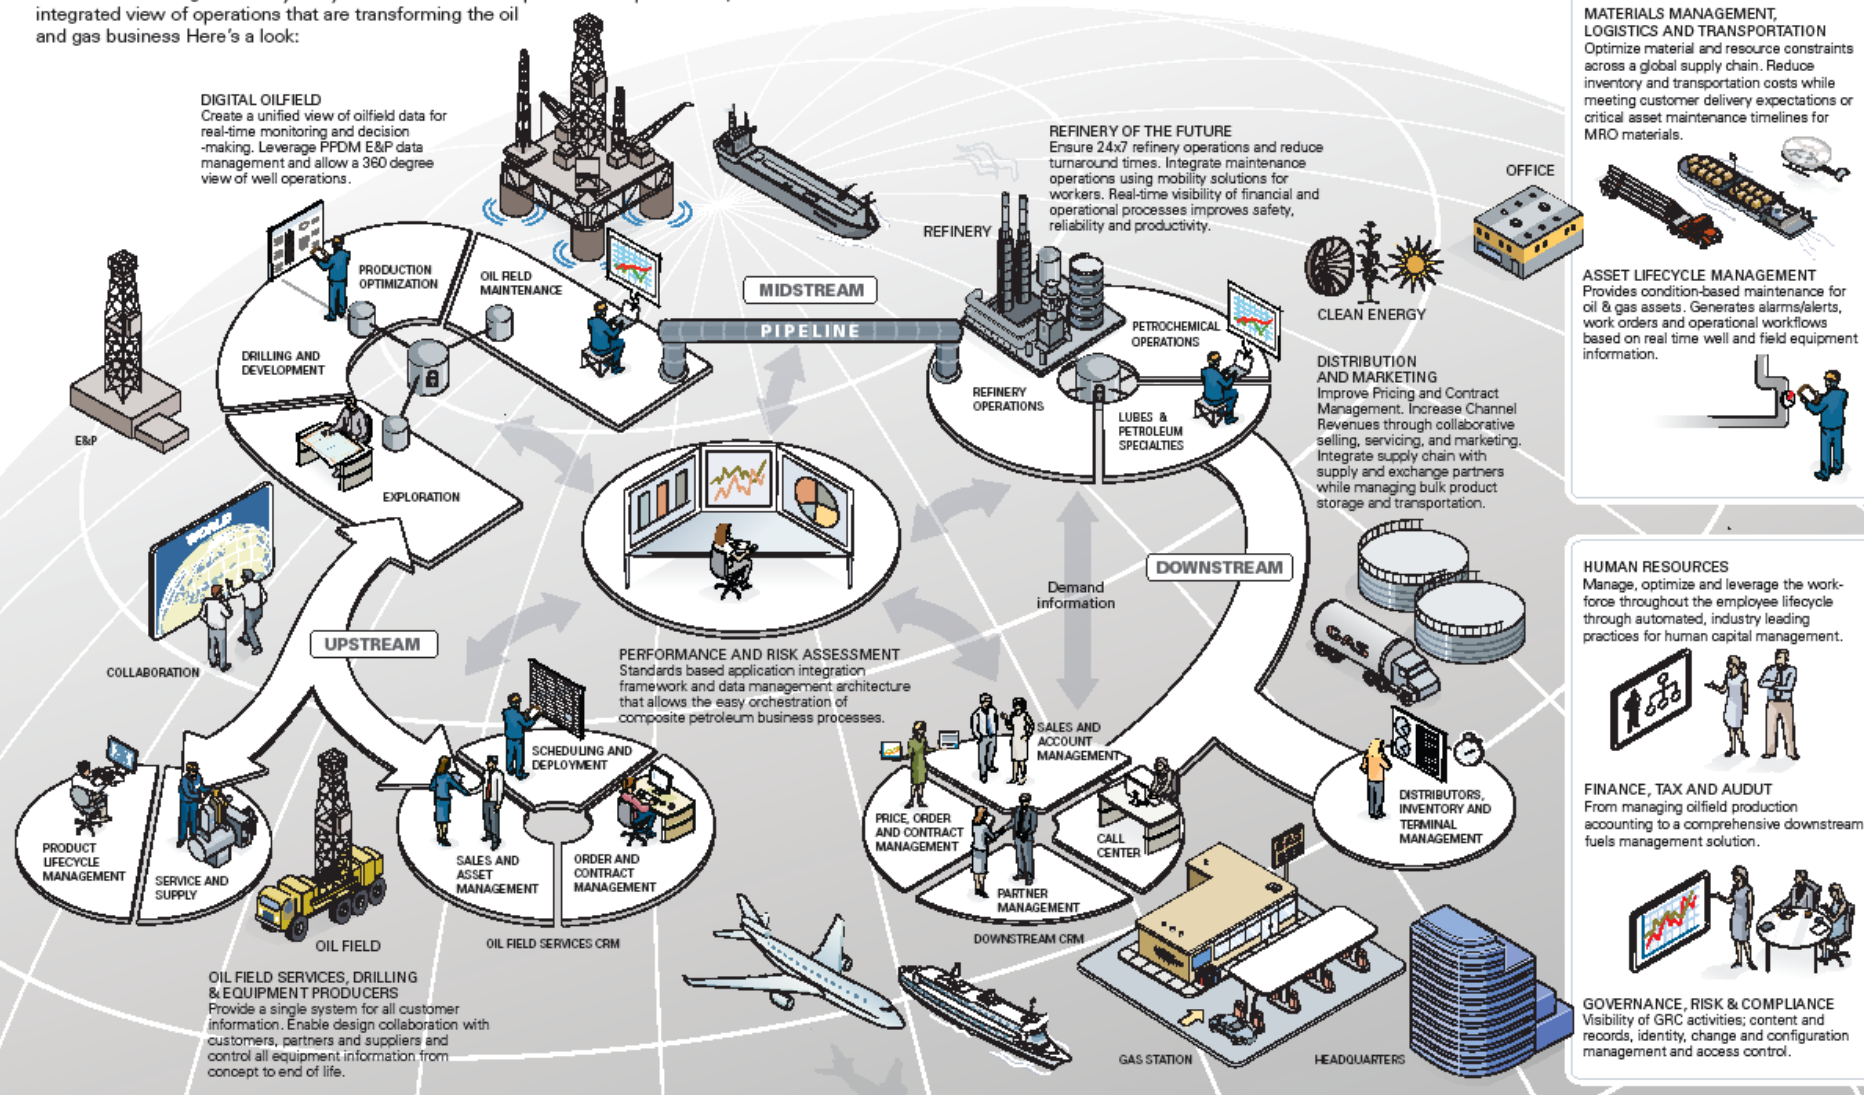 integrated view of operations that are transforming the oil
and gas business Here's a look:
DIGITAL OILFIELD
Create a unified view of oilfield data for
real-time monitoring and decision
-making. Leverage PPDM E&P data
management and allow a 360 degree
view of well operations.
REFINERY OF THE FUTURE
Ensure 24x7 refinery operations and reduce
turnaround times. Integrate maintenance
operations using mobility solutions for
workers. Real-time visibility of financial and
operational processes improves safety,
reliability and productivity.
REFINERY
OFFICE
PRODUCTION
OPTIMIZATION
OIL FIELD
MAINTENANCE
DRILLING AND
DEVELOPMENT
EXPLORATION
E&P
MIDSTREAM
PIPELINE
PETROCHEMICAL
OPERATIONS
REFINERY
OPERATIONS
LUBES &
PETROLEUM
SPECIALTIES
CLEAN ENERGY
DISTRIBUTION
AND MARKETING
Improve Pricing and Contract
Management. Increase Channel
Revenues through collaborative
selling, servicing, and marketing.
Integrate supply chain with
supply and exchange partners
while managing bulk product
storage and transportation.
WORLD
COLLABORATION
UPSTREAM
DOWNSTREAM
Demand
information
GAS
PERFORMANCE AND RISK ASSESSMENT
Standards based application integration
framework and data management architecture
that allows the easy orchestration of
composite petroleum business processes.
PRODUCT
LIFECYCLE
MANAGEMENT
SERVICE AND
SUPPLY
OIL FIELD
SCHEDULING AND
DEPLOYMENT
SALES AND
ASSET
MANAGEMENT
ORDER AND
CONTRACT
MANAGEMENT
OIL FIELD SERVICES CRM
OIL FIELD SERVICES, DRILLING
& EQUIPMENT PRODUCERS
Provide a single system for all customer
information. Enable design collaboration with
customers, partners and suppliers and
control all equipment information from
concept to end of life.
SALES AND
ACCOUNT
MANAGEMENT
PRICE, ORDER
AND CONTRACT
MANAGEMENT
CALL
CENTER
PARTNER
MANAGEMENT
DOWNSTREAM CRM
DISTRIBUTORS,
INVENTORY AND
TERMINAL
MANAGEMENT
GAS STATION
HEADQUARTERS
MATERIALS MANAGEMENT,
LOGISTICS AND TRANSPORTATION
Optimize material and resource constraints
across a global supply chain. Reduce
inventory and transportation costs while
meeting customer delivery expectations or
critical asset maintenance timelines for
MRO materials.
ASSET LIFECYCLE MANAGEMENT
Provides condition-based maintenance for
oil & gas assets. Generates alarms/alerts,
work orders and operational workflows
based on real time well and field equipment
information.
HUMAN RESOURCES
Manage, optimize and leverage the work-
force throughout the employee lifecycle
through automated, industry leading
practices for human capital management.
FINANCE, TAX AND AUDUT
From managing oilfield production
accounting to a comprehensive downstream
fuels management solution.
GOVERNANCE, RISK & COMPLIANCE
Visibility of GRC activities; content and
records, identity, change and configuration
management and access control.